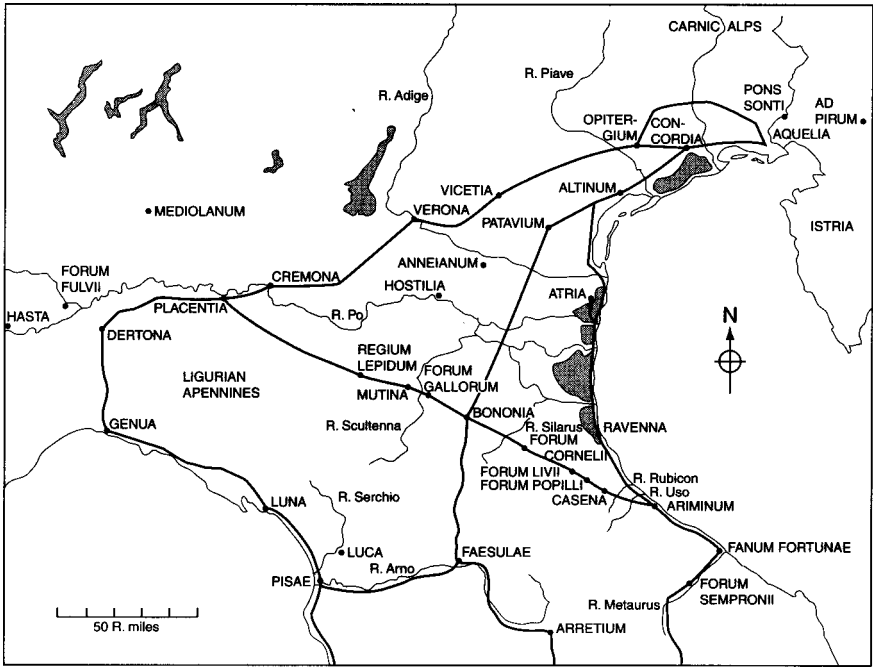 CARNIC ALPS
R. Piave
PONS
SONTI
AD
PIRUM
R. Adige
OPITER-
GIUM
CON-
CORDIA
AQUELIA
VICETIA
ALTINUM
MEDIOLANUM
VERONA
PATAVIUM
ISTRIA
FORUM
FULVII
CREMONA
ANNEIANUM
HOSTILIA
ATRIA
N
HASTA
PLACENTIA
R. Po
DERTONA
REGIUM
LEPIDUM
FORUM
GALLORUM
MUTINA
LIGURIAN
APENNINES
BONONIA
GENUA
R. Scultenna
R. Silarus
RAVENNA
FORUM
CORNELII
FORUM LIVII
FORUM POPILLI
CASENA
R. Rubicon
R. Uso
ARIMINUM
LUNA
R. Serchio
LUCA
FAESULAE
FANUM FORTUNAE
PISAE
R. Arno
FORUM
SEMPRONII
R. Metaurus
ARRETIUM
50 R. miles